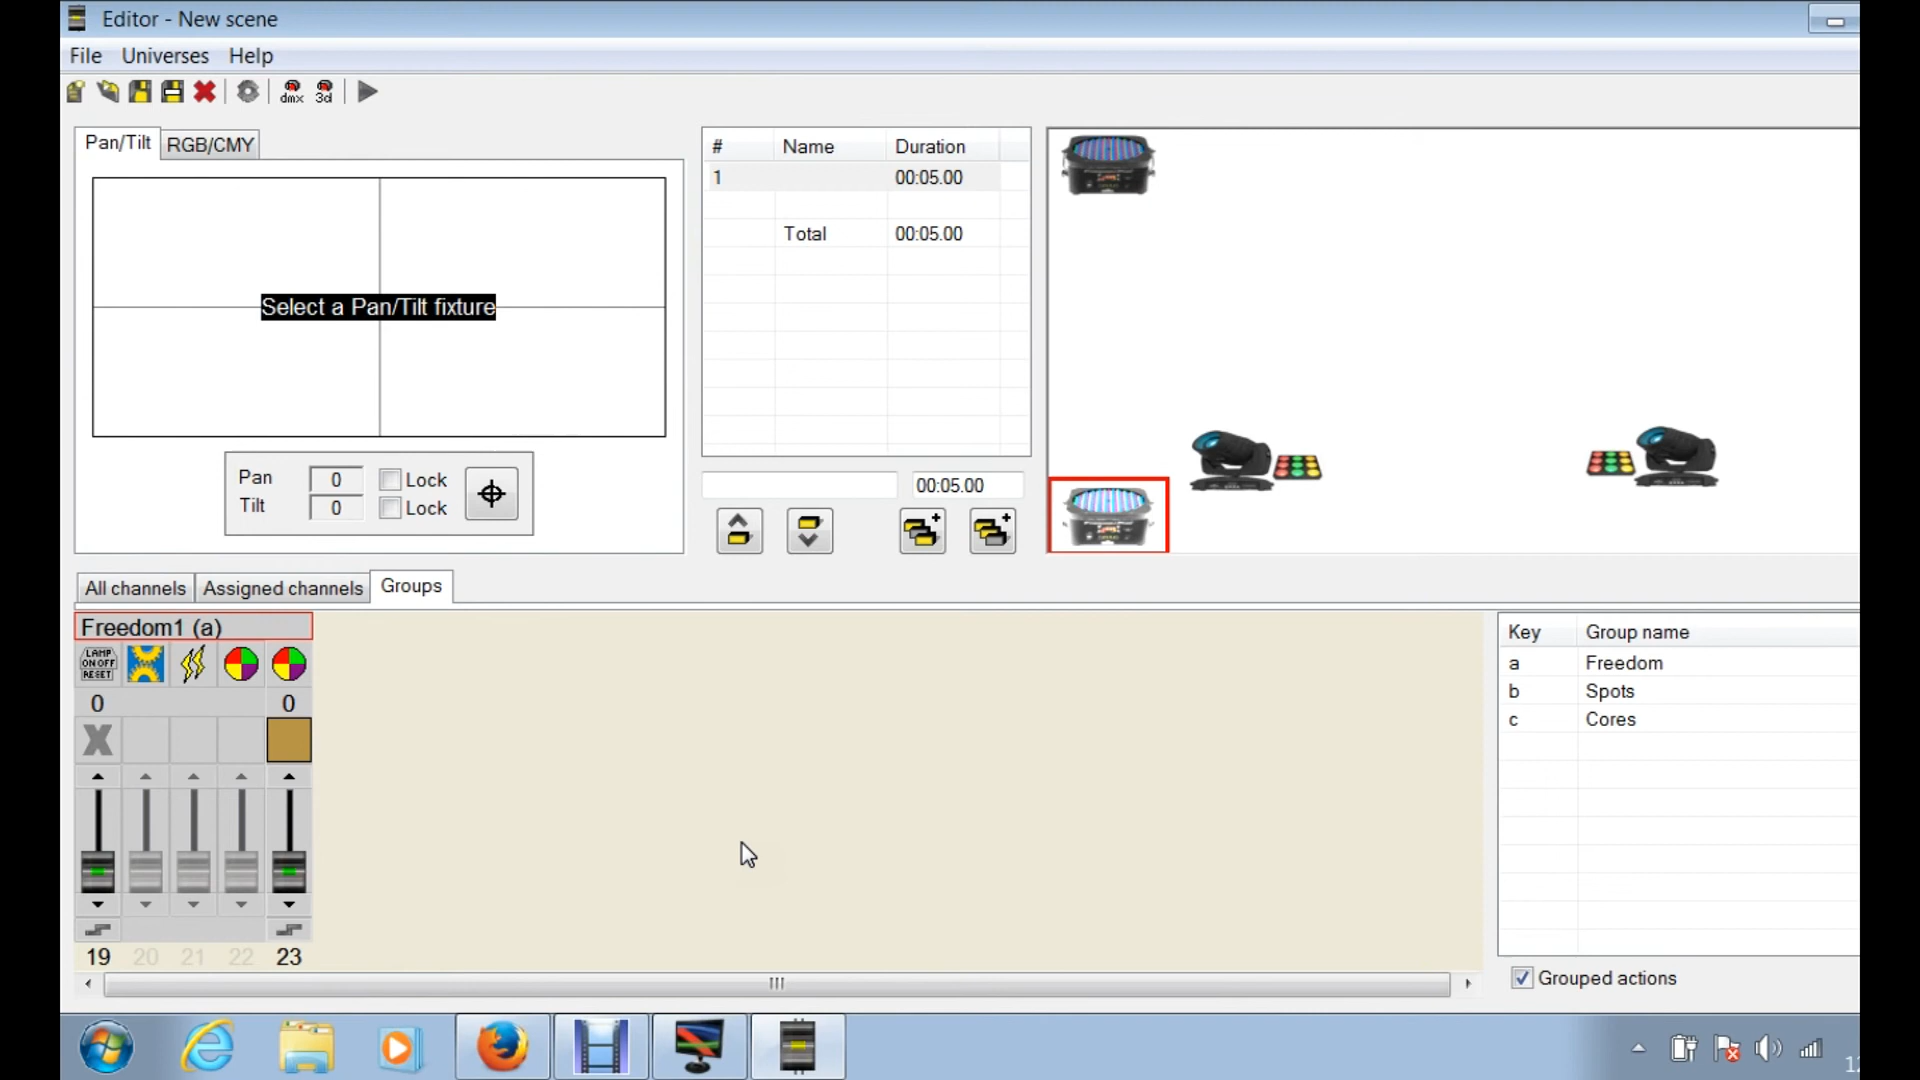 Editor - New scene
File Universes Help
dmx 3d
Pan/Tilt RGB/CMY
Select a Pan/Tilt fixture
Pan 0 Lock
Tilt 0 Lock
# Name Duration
1 00:05.00
Total 00:05.00
00:05.00
All channels Assigned channels Groups
Freedom1 (a)
LAMP
ON OFF
RESET
0 0
X
19 20 21 22 23
Key Group name
a Freedom
b Spots
c Cores
Grouped actions